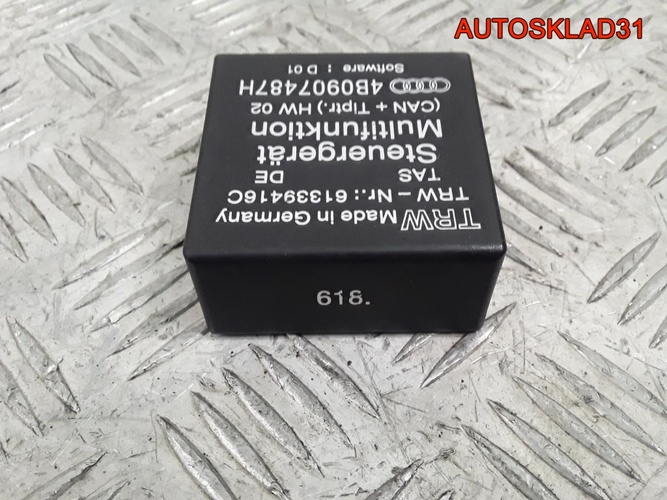 AUTOSKLAD31
TRW Made in Germany
TRW – Nr.: 61339416C
TAS DE
Steuergerät
Multifunktion
(CAN + Tiptr.) HW 02
4B0907487H
Software : D 01
618.